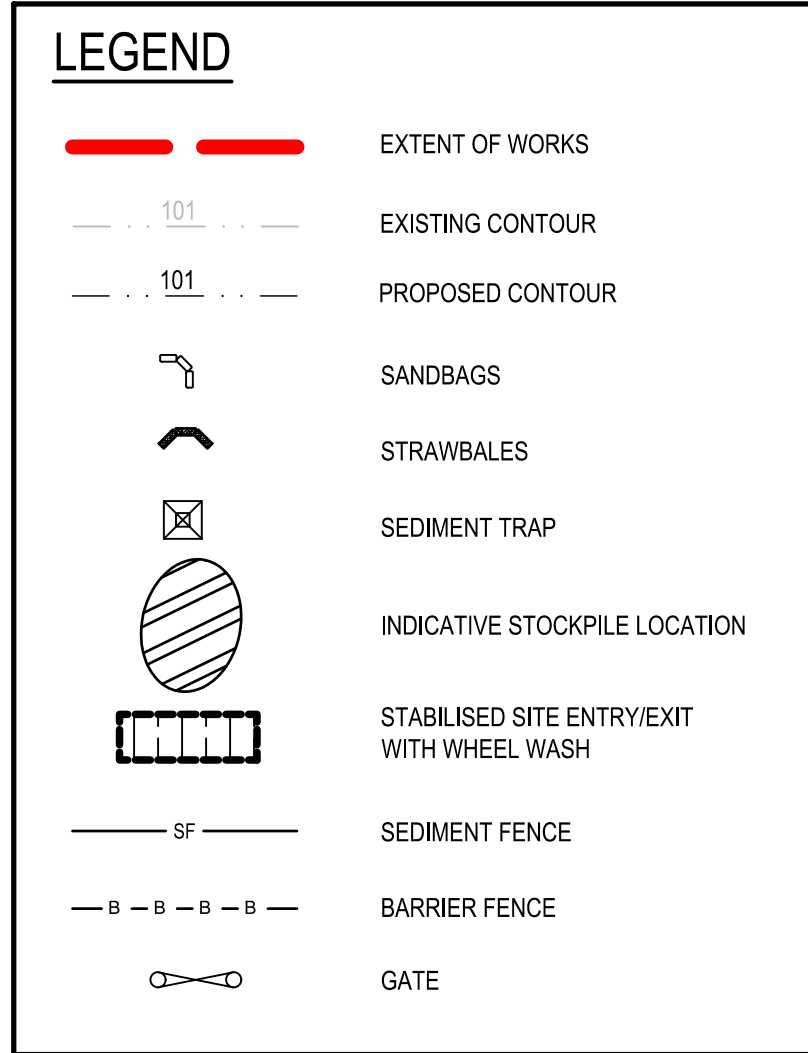 LEGEND
EXTENT OF WORKS
101 EXISTING CONTOUR
101 PROPOSED CONTOUR
SANDBAGS
STRAWBALES
SEDIMENT TRAP
INDICATIVE STOCKPILE LOCATION
STABILISED SITE ENTRY/EXIT
WITH WHEEL WASH
SF SEDIMENT FENCE
B B B B BARRIER FENCE
GATE